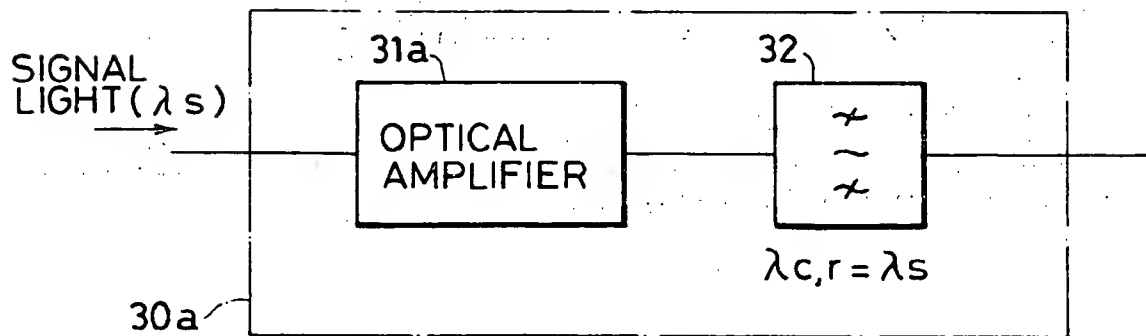 31a
32
SIGNAL
LIGHT(λs)
OPTICAL
AMPLIFIER
λc,r = λs
30a